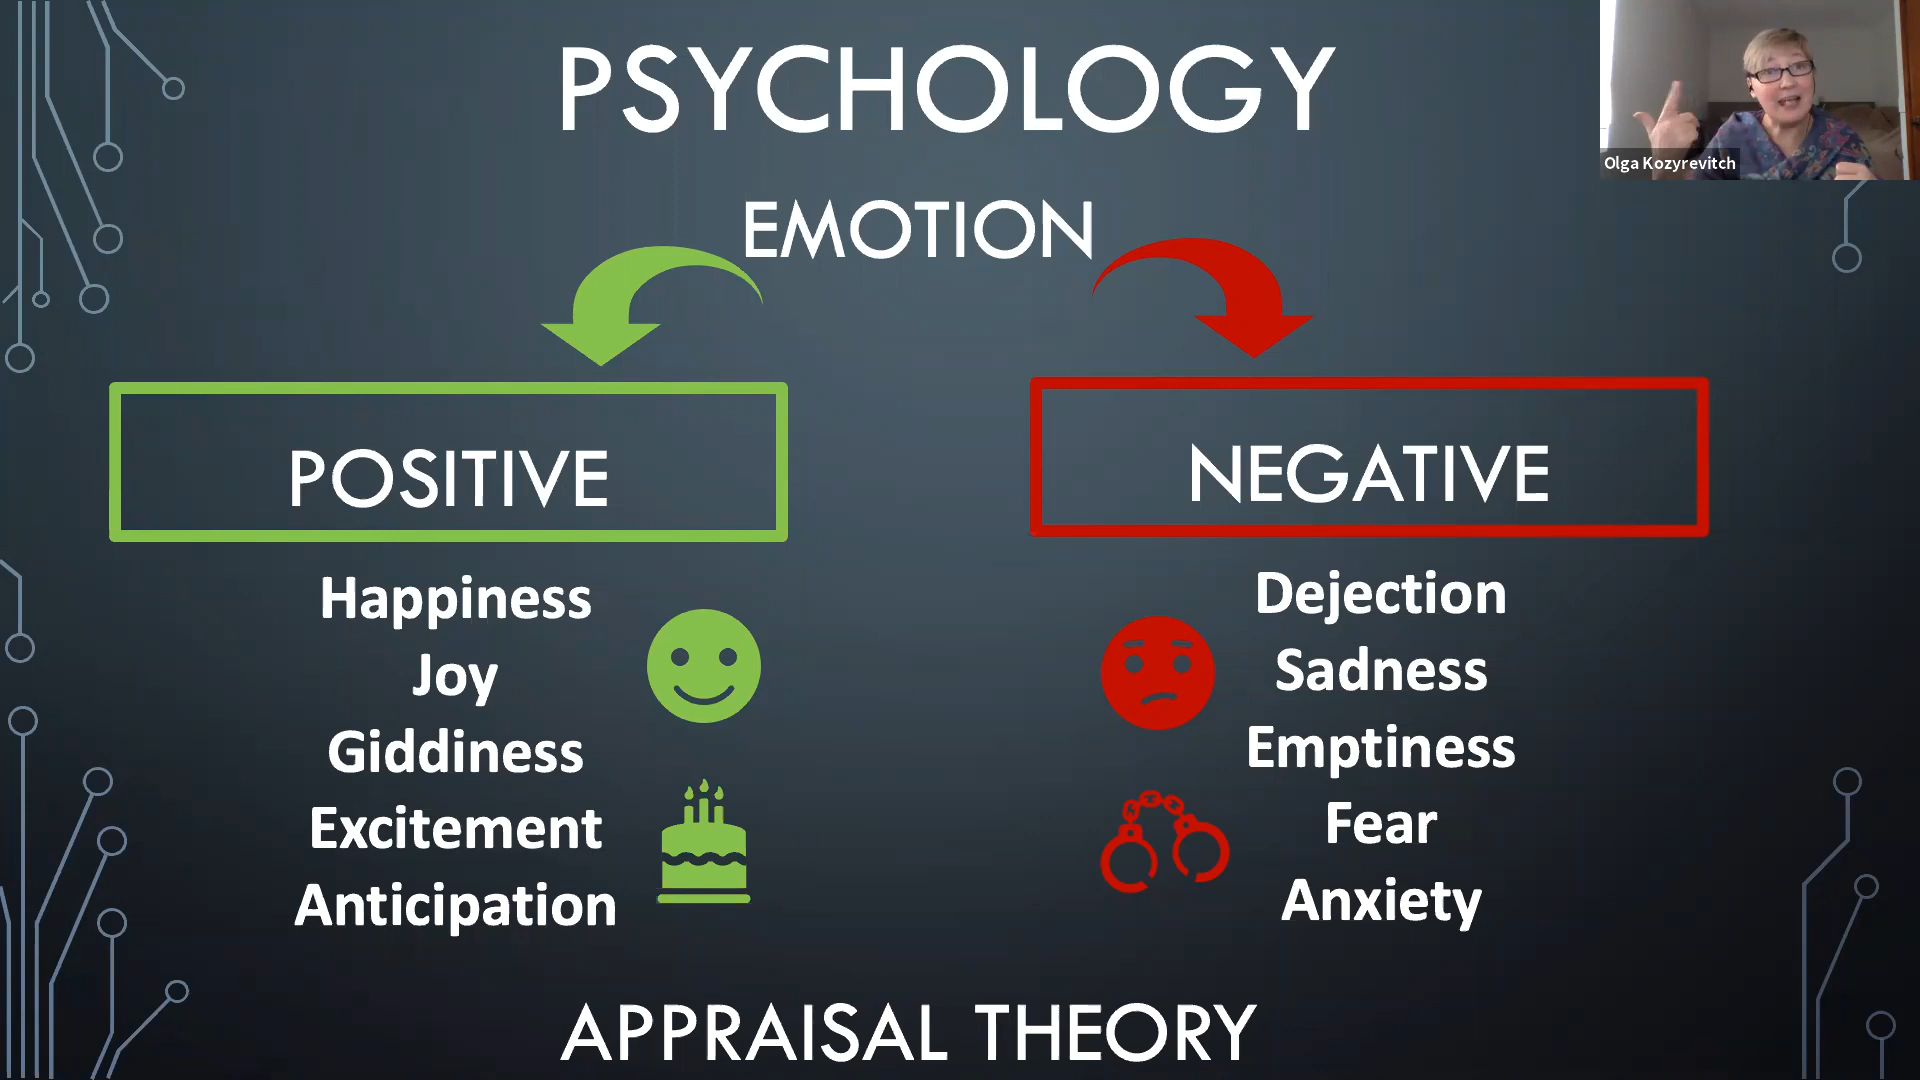 PSYCHOLOGY
Olga Kozyrevitch
EMOTION
POSITIVE
Happiness
Joy
Giddiness
Excitement
Anticipation
NEGATIVE
Dejection
Sadness
Emptiness
Fear
Anxiety
APPRAISAL THEORY